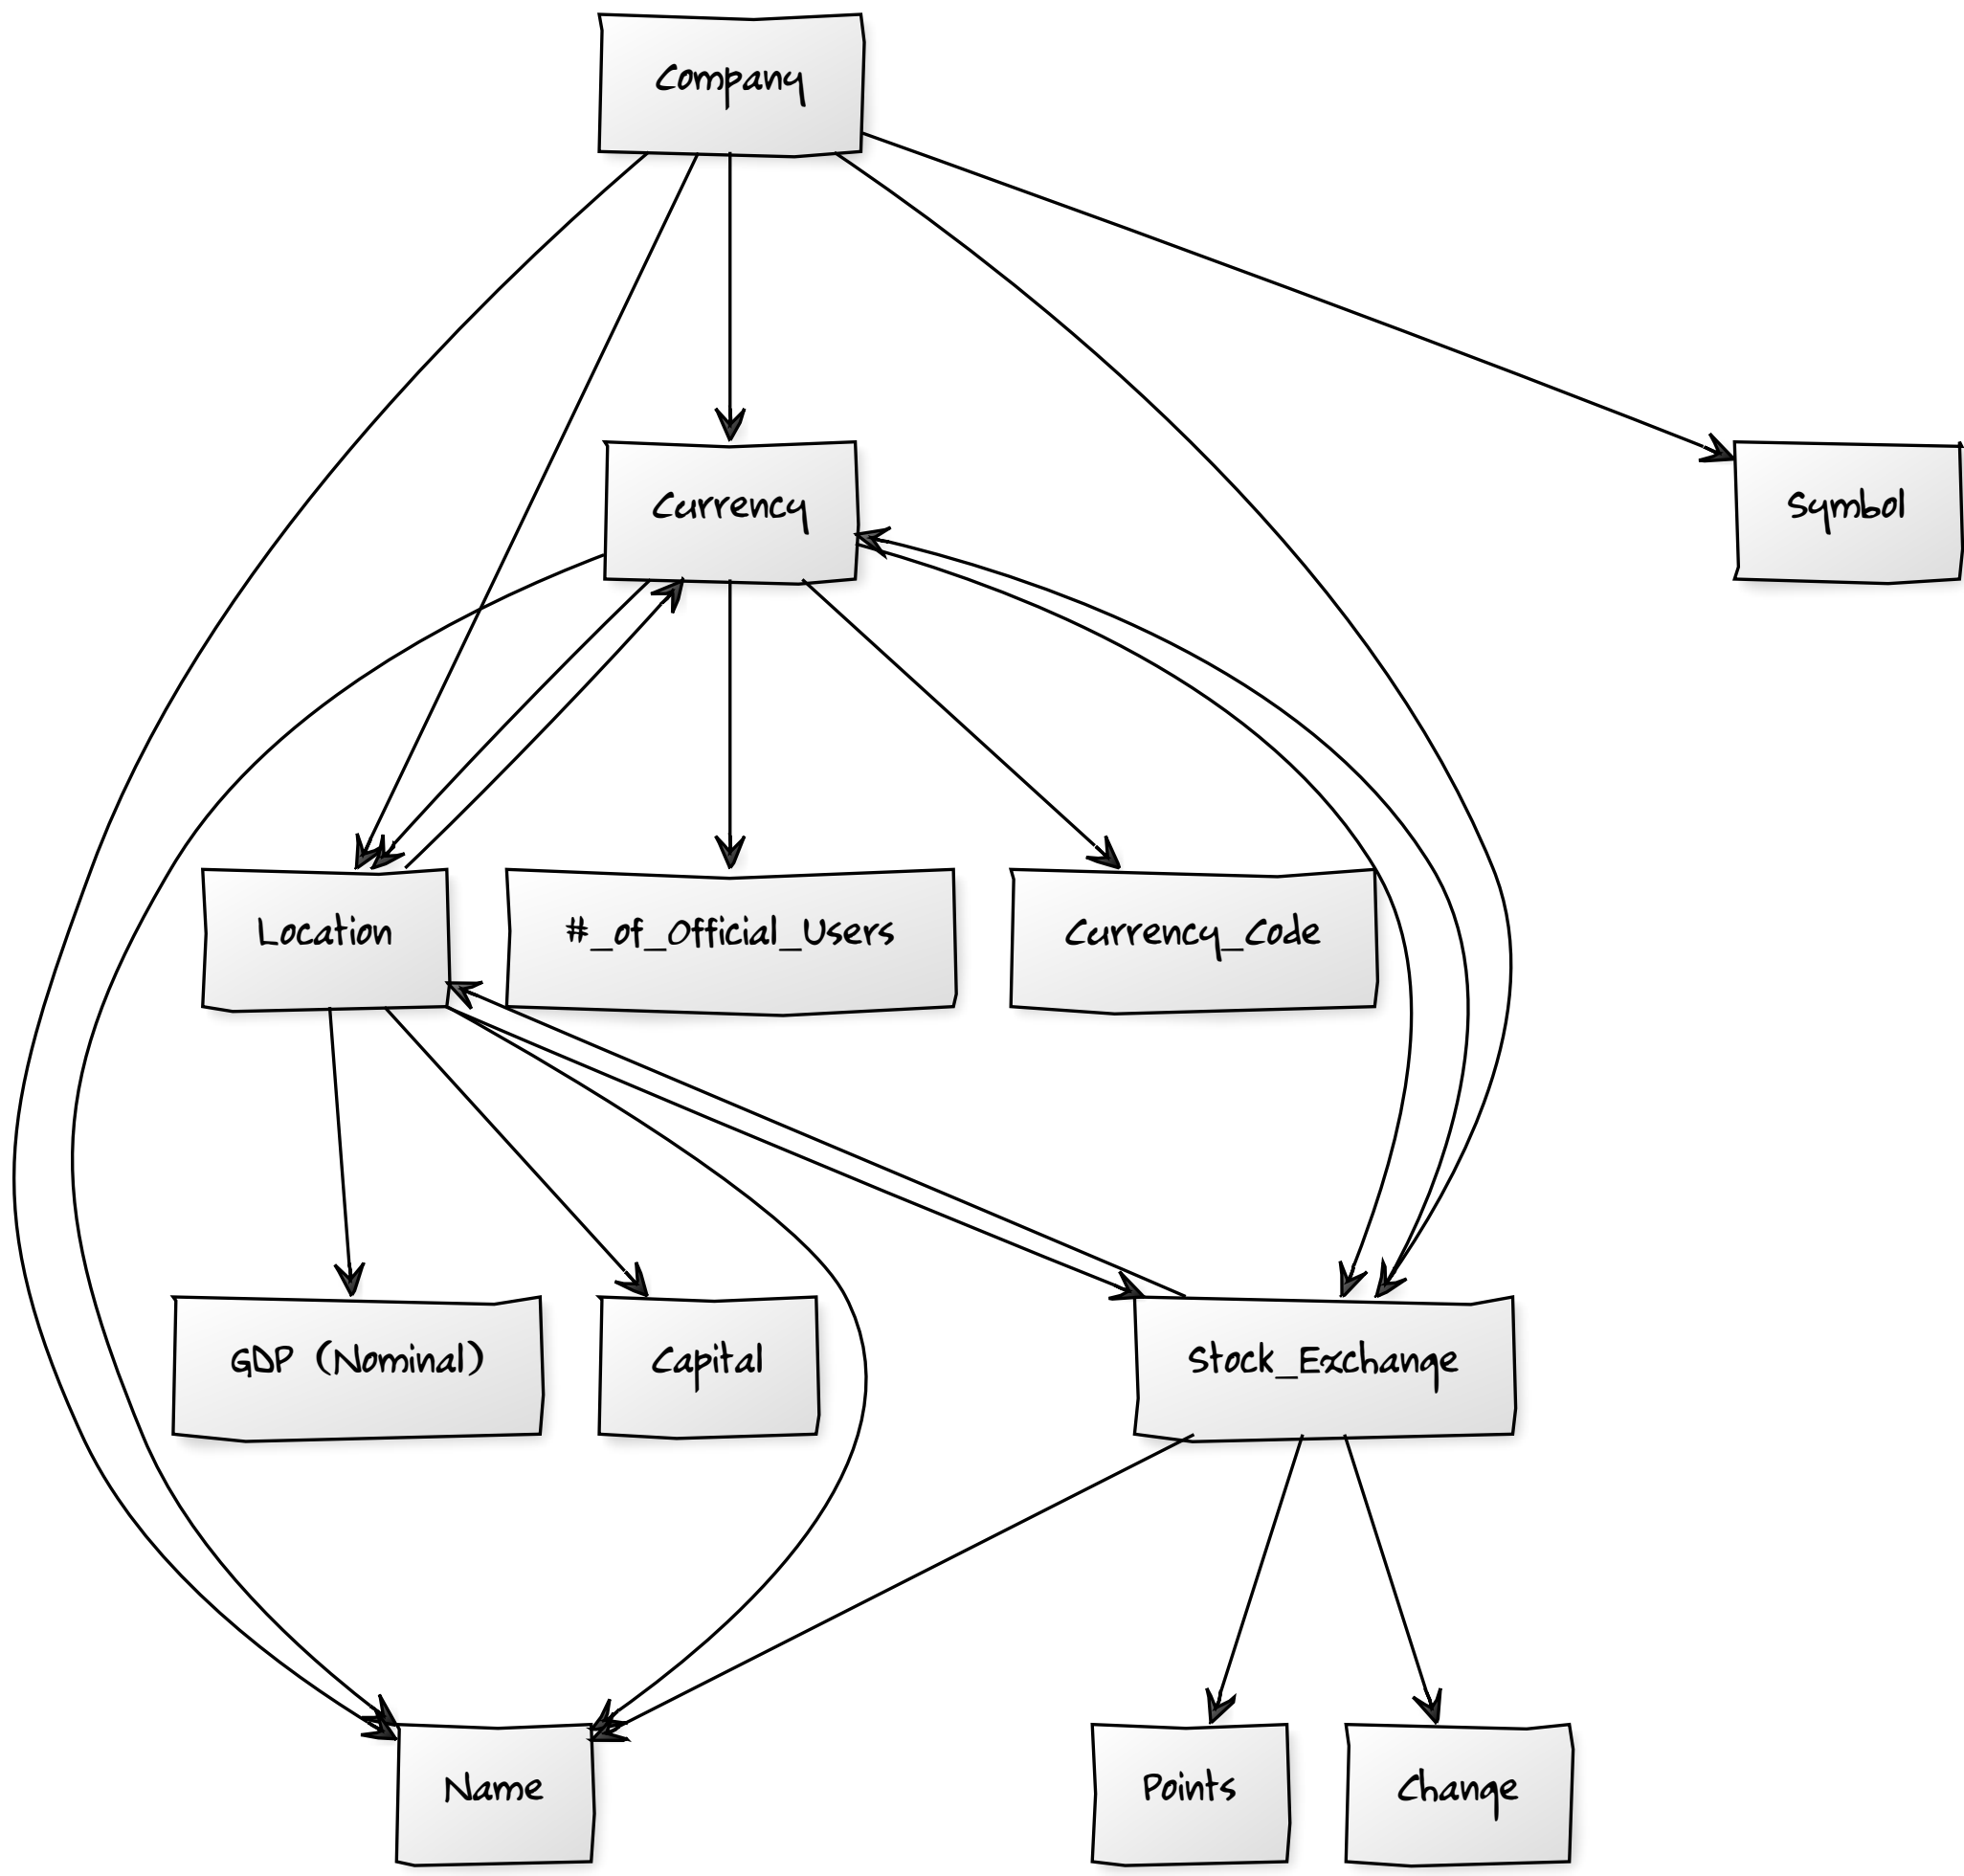 Company
Currency
Symbol
Location
#_of_Official_Users
Currency_Code
GDP (Nominal)
Capital
Stock_Exchange
Name
Points
Change